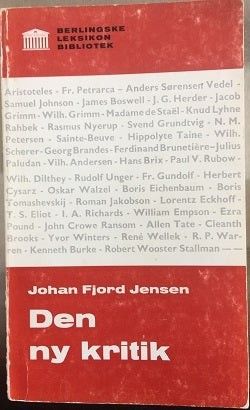 BERLINGSKE
LEKSIKON
BIBLIOTEK
Aristoteles - Fr. Petrarca - Anders Sørensen Vedel -
Samuel Johnson - James Boswell - J. G. Herder - Jacob
Grimm - Wilh. Grimm - Madame de Staël - Knud Lyhne
Rahbek - Rasmus Nyerup - Svend Grundtvig - N. M.
Petersen - Sainte-Beuve - Hippolyte Taine - Wilh.
Scherer - Georg Brandes - Ferdinand Brunetière - Julius
Paludan - Vilh. Andersen - Hans Brix - Paul V. Rubow -
Wilh. Dilthey - Rudolf Unger - Fr. Gundolf - Herbert
Cysarz - Oskar Walzel - Boris Eichenbaum - Boris
Tomashevskij - Roman Jakobson - Lorentz Eckhoff -
T. S. Eliot - I. A. Richards - William Empson - Ezra
Pound - John Crowe Ransom - Allen Tate - Cleanth
Brooks - Yvor Winters - René Wellek - R. P. War-
ren - Kenneth Burke - Robert Wooster Stallman — —
Johan Fjord Jensen
Den
ny kritik